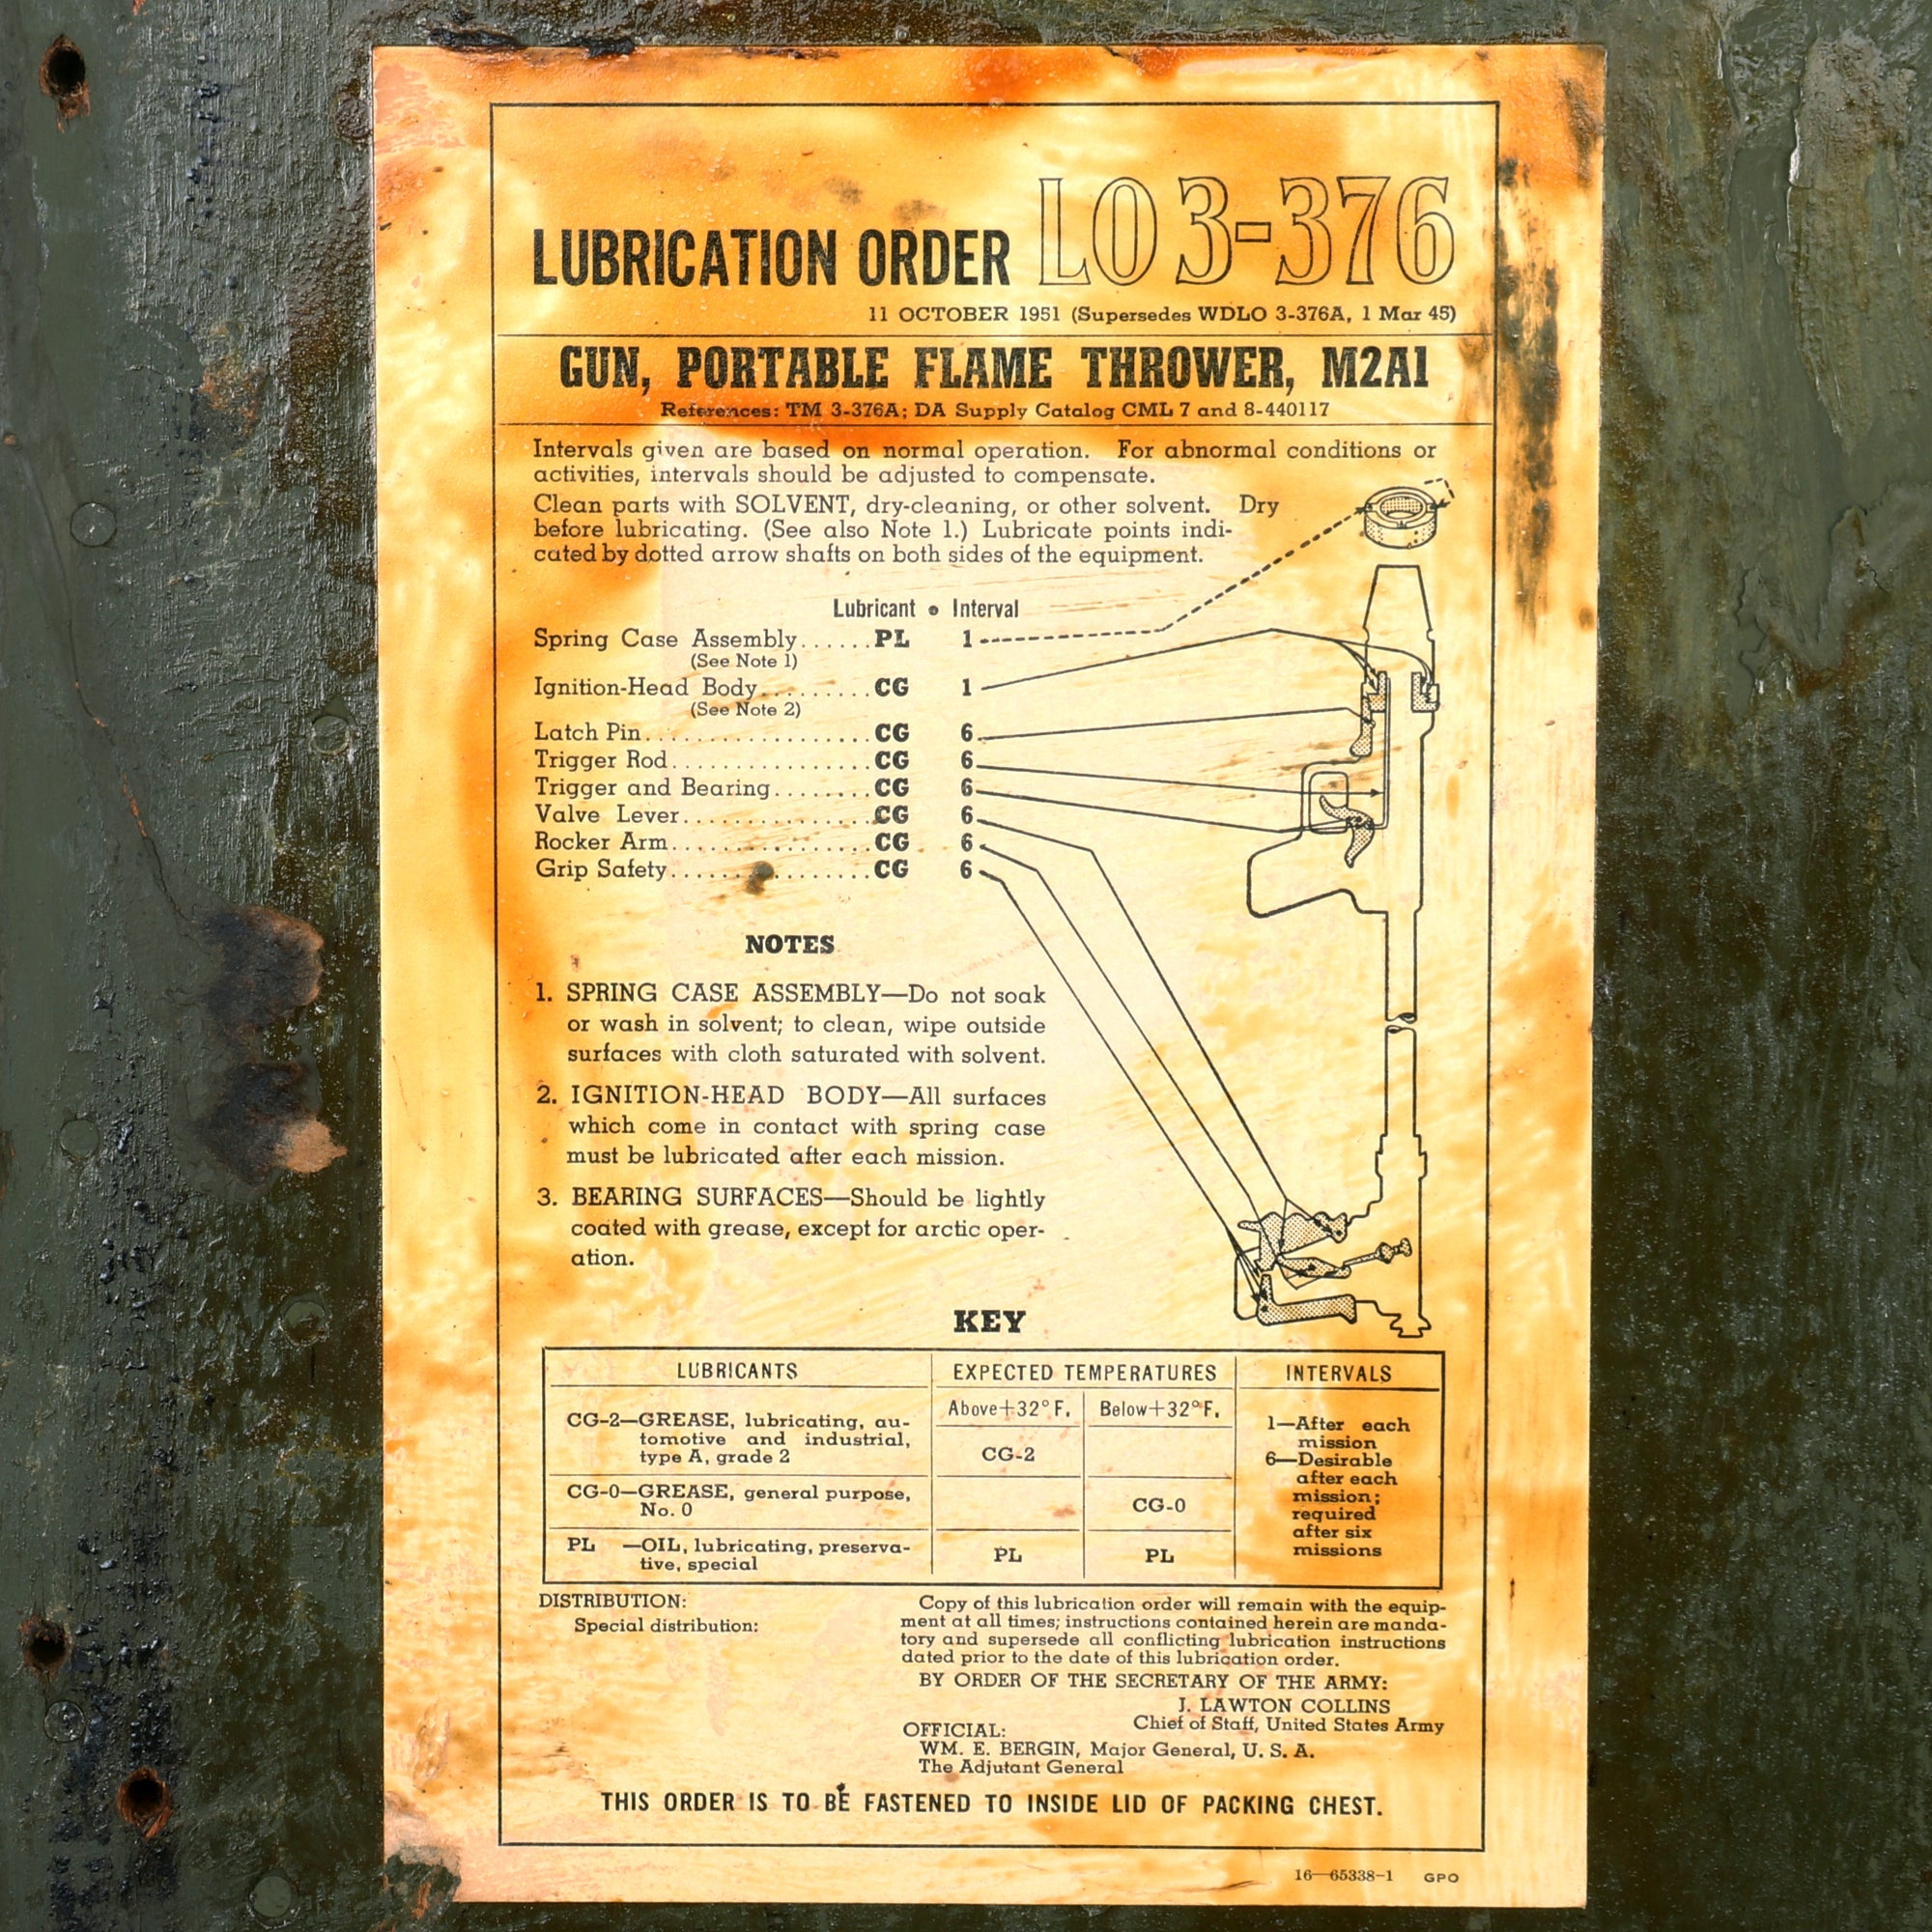 LUBRICATION ORDER LO 3-376
11 OCTOBER 1951 (Supersedes WDLO 3-376A, 1 Mar 45)
GUN, PORTABLE FLAME THROWER, M2A1
References: TM 3-376A; DA Supply Catalog CML 7 and 8-440117
Intervals given are based on normal operation. For abnormal conditions or
activities, intervals should be adjusted to compensate.
Clean parts with SOLVENT, dry-cleaning, or other solvent. Dry
before lubricating. (See also Note 1.) Lubricate points indi-
cated by dotted arrow shafts on both sides of the equipment.
Lubricant • Interval
Spring Case Assembly...... PL 1
(See Note 1)
Ignition-Head Body......... CG 1
(See Note 2)
Latch Pin................... CG 6
Trigger Rod................. CG 6
Trigger and Bearing........ CG 6
Valve Lever................ CG 6
Rocker Arm................. CG 6
Grip Safety................. CG 6
NOTES
1. SPRING CASE ASSEMBLY—Do not soak
or wash in solvent; to clean, wipe outside
surfaces with cloth saturated with solvent.
2. IGNITION-HEAD BODY—All surfaces
which come in contact with spring case
must be lubricated after each mission.
3. BEARING SURFACES—Should be lightly
coated with grease, except for arctic oper-
ation.
KEY
LUBRICANTS EXPECTED TEMPERATURES INTERVALS
Above+32°F. Below+32°F.
CG-2—GREASE, lubricating, au-
tomotive and industrial,
type A, grade 2
CG-2
CG-0—GREASE, general purpose,
No. 0
CG-0
PL —OIL, lubricating, preserva-
tive, special
PL PL
1—After each
mission
6—Desirable
after each
mission;
required
after six
missions
DISTRIBUTION:
Special distribution:
Copy of this lubrication order will remain with the equip-
ment at all times; instructions contained herein are manda-
tory and supersede all conflicting lubrication instructions
dated prior to the date of this lubrication order.
BY ORDER OF THE SECRETARY OF THE ARMY:
J. LAWTON COLLINS
Chief of Staff, United States Army
OFFICIAL:
WM. E. BERGIN, Major General, U. S. A.
The Adjutant General
THIS ORDER IS TO BE FASTENED TO INSIDE LID OF PACKING CHEST.
16—65338-1 GPO